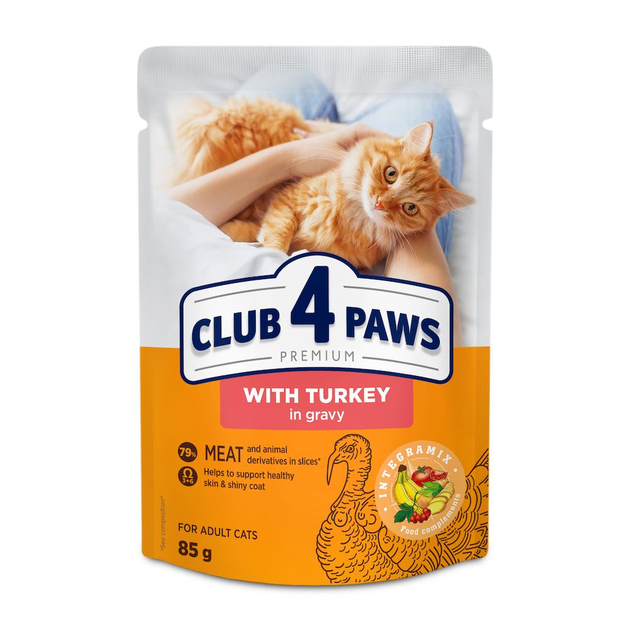 CLUB 4 PAWS
PREMIUM
WITH TURKEY
in gravy
79% MEAT and animal
derivatives in slices*
Ω
3+6
Helps to support healthy
skin & shiny coat
INTEGRAMIX
Food complements
*See composition*
FOR ADULT CATS
85 g